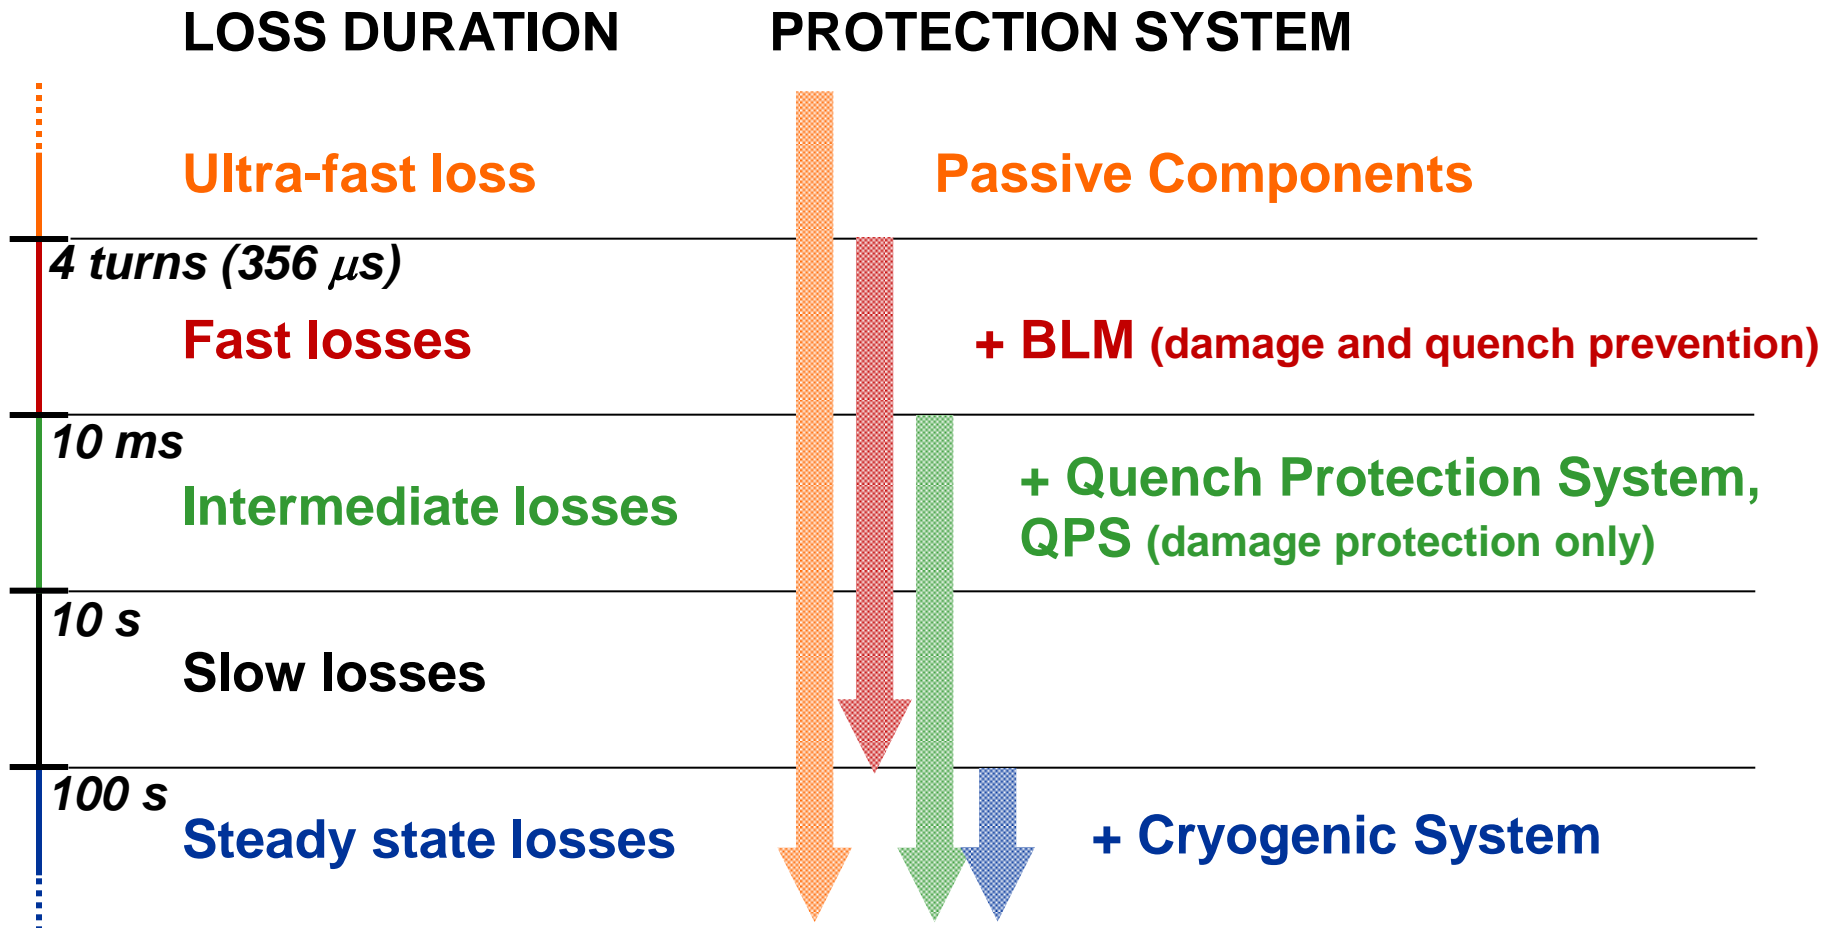 LOSS DURATION PROTECTION SYSTEM
Ultra-fast loss Passive Components
4 turns (356 μs)
Fast losses + BLM (damage and quench prevention)
10 ms
+ Quench Protection System,
Intermediate losses
QPS (damage protection only)
10 s
Slow losses
100 s
Steady state losses + Cryogenic System